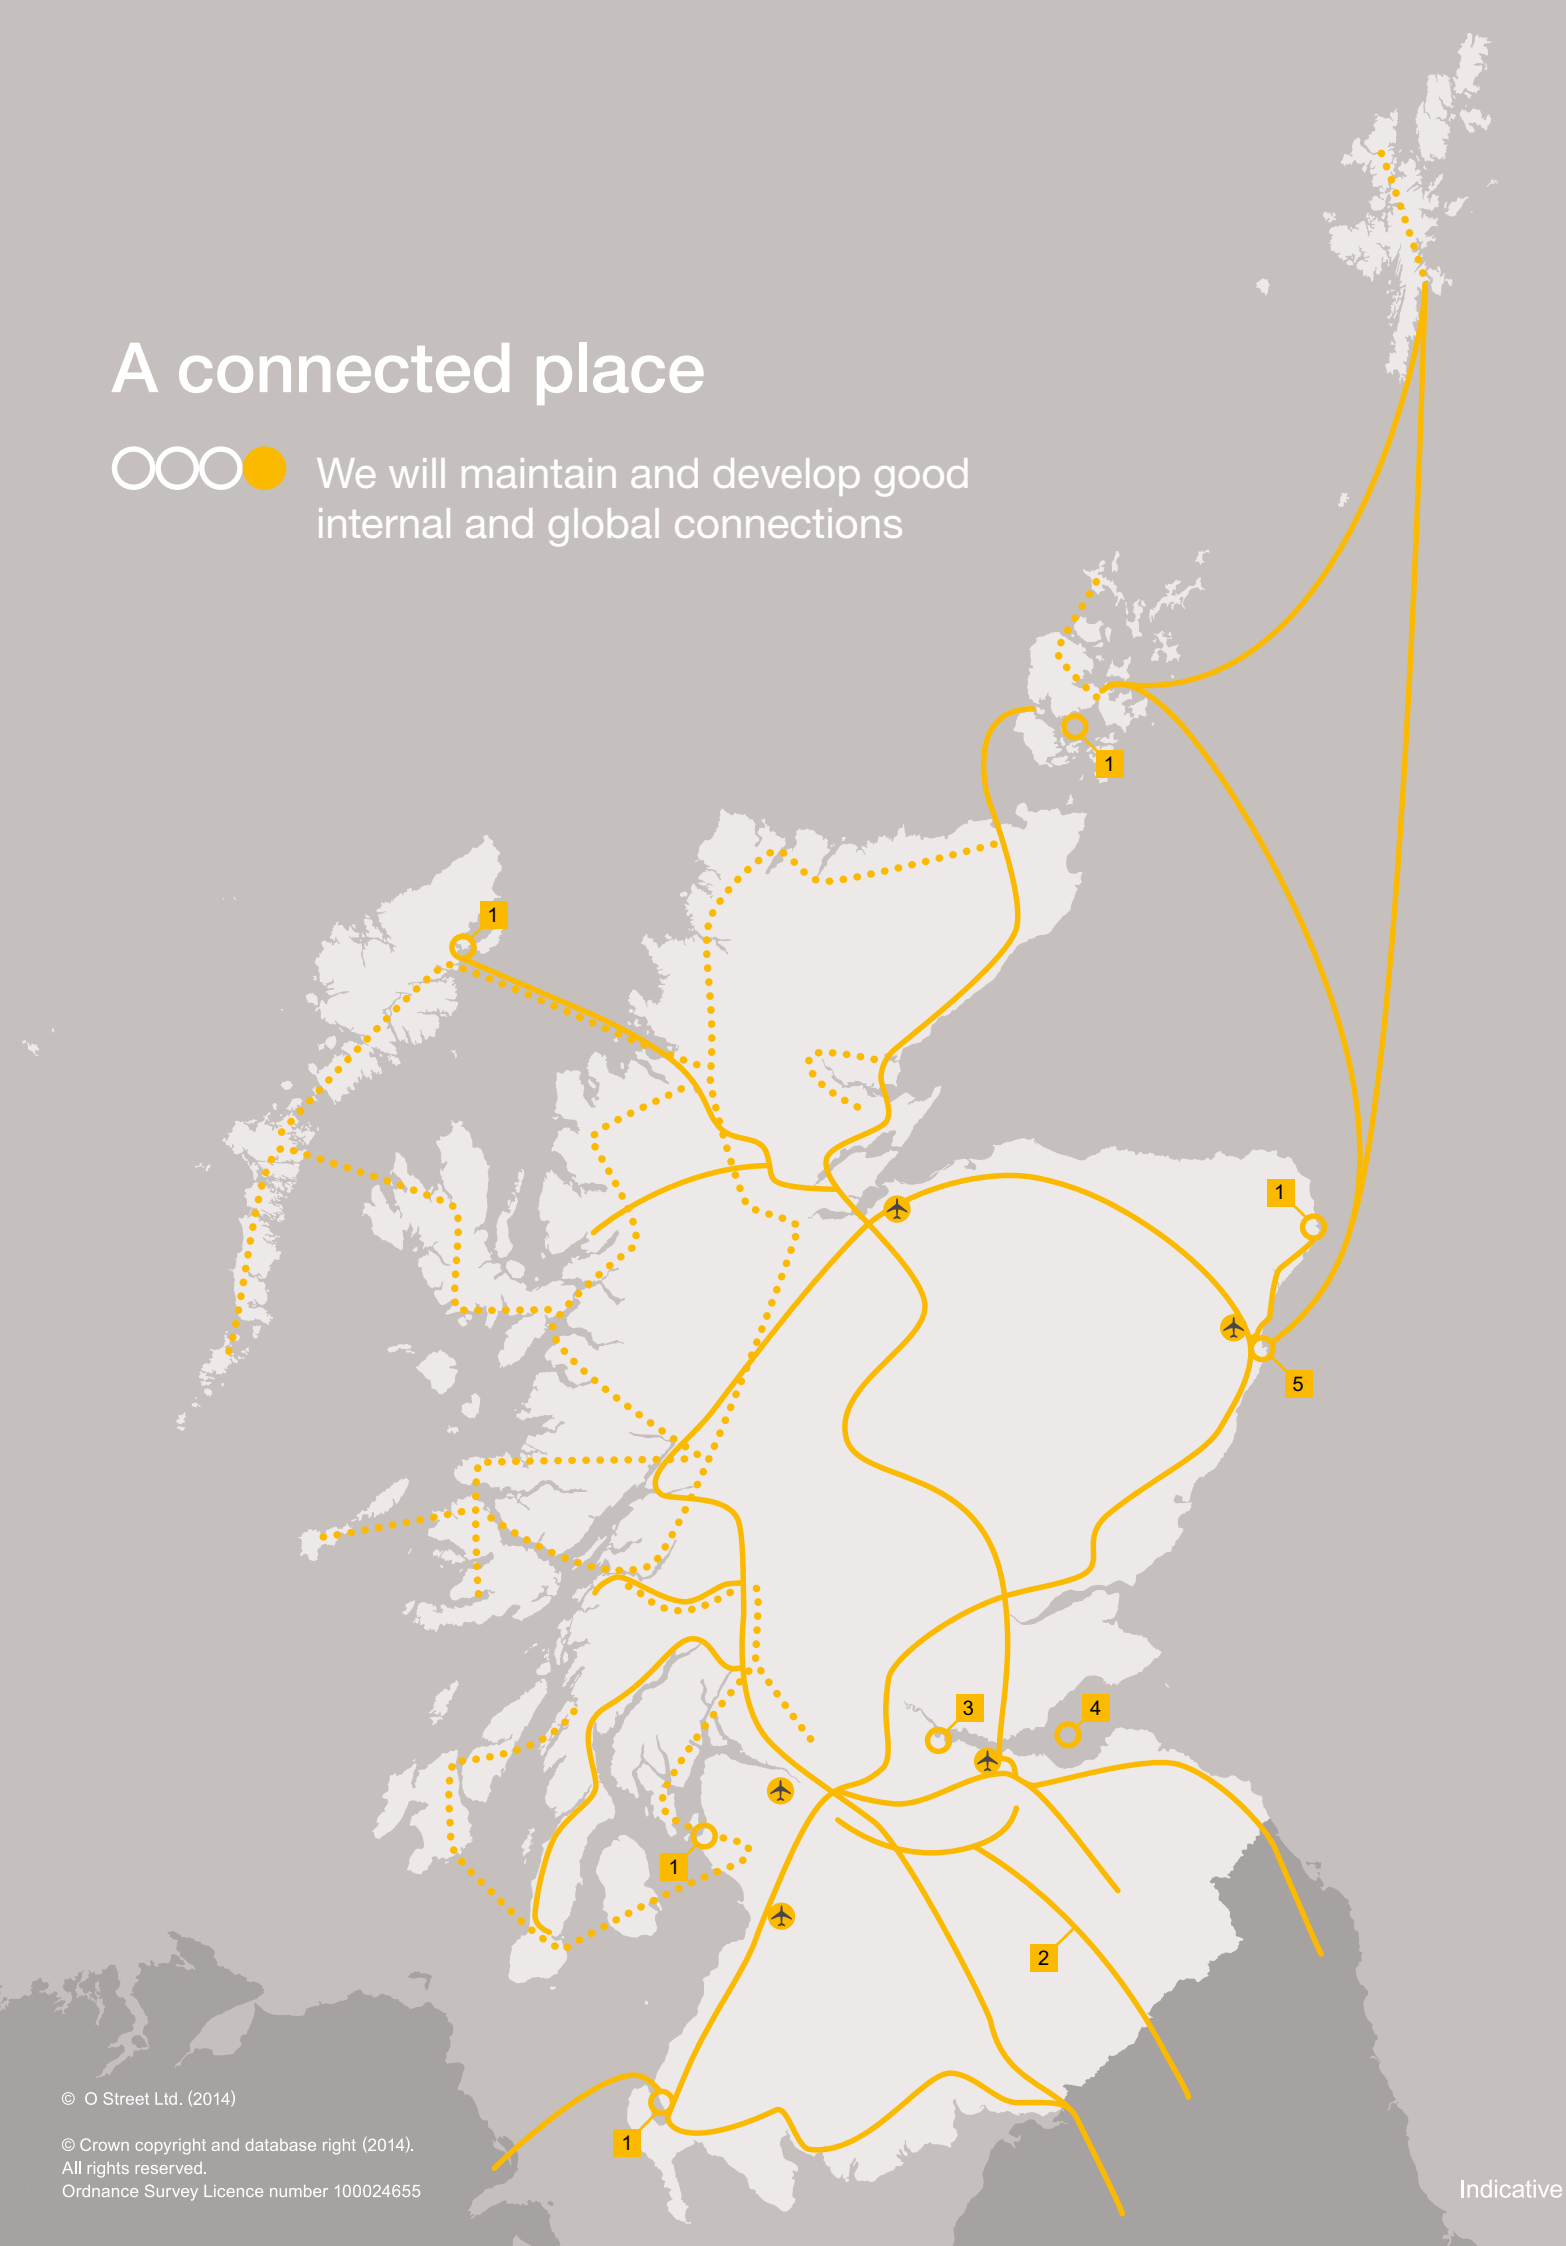 A connected place
We will maintain and develop good
internal and global connections
1
1
1
5
3
4
1
2
1
© O Street Ltd. (2014)
© Crown copyright and database right (2014).
All rights reserved.
Ordnance Survey Licence number 100024655
Indicative